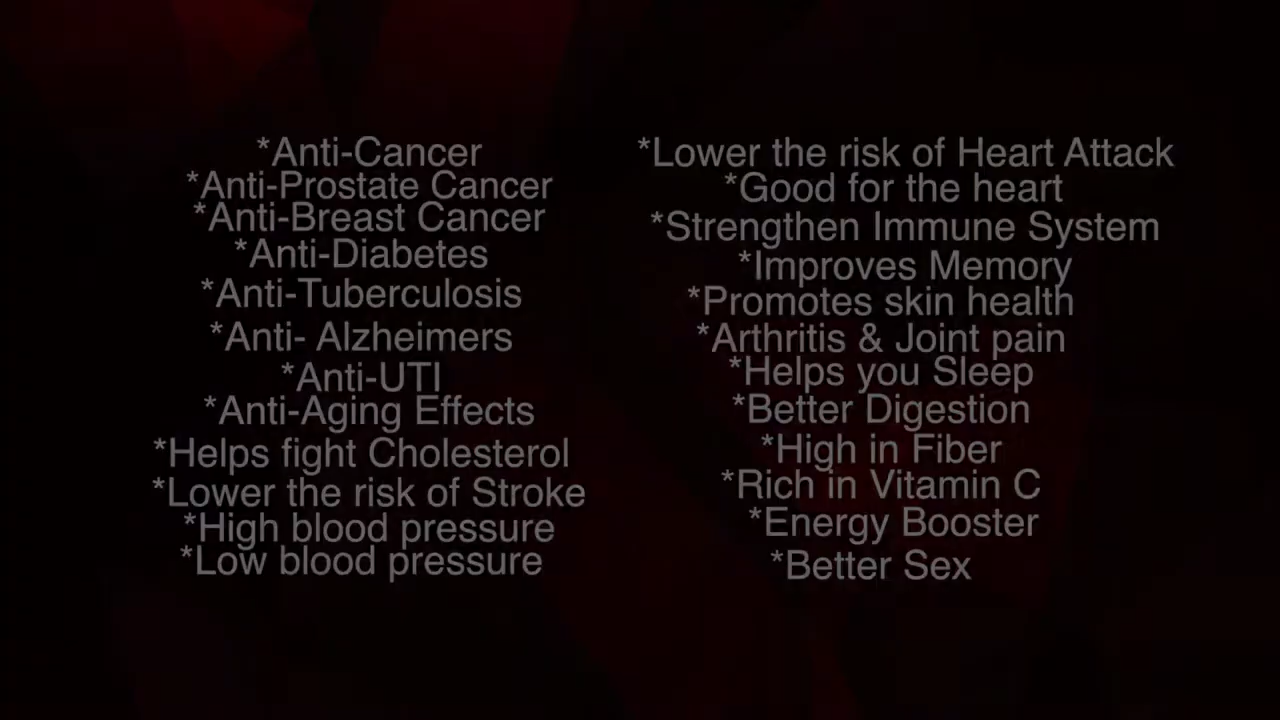 *Anti-Cancer
*Anti-Prostate Cancer
*Anti-Breast Cancer
*Anti-Diabetes
*Anti-Tuberculosis
*Anti- Alzheimers
*Anti-UTI
*Anti-Aging Effects
*Helps fight Cholesterol
*Lower the risk of Stroke
*High blood pressure
*Low blood pressure
*Lower the risk of Heart Attack
*Good for the heart
*Strengthen Immune System
*Improves Memory
*Promotes skin health
*Arthritis & Joint pain
*Helps you Sleep
*Better Digestion
*High in Fiber
*Rich in Vitamin C
*Energy Booster
*Better Sex